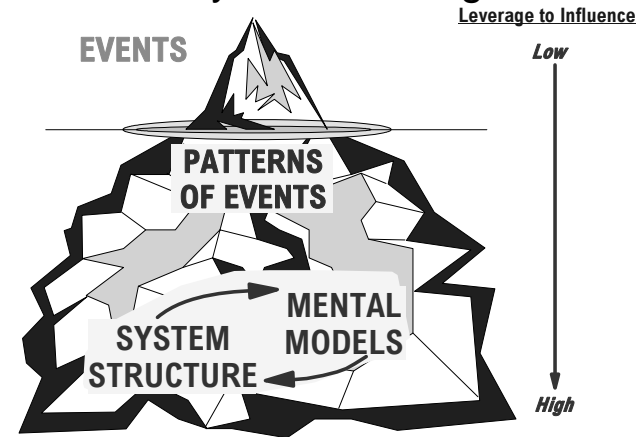 Leverage to Influence
EVENTS
Low
PATTERNS
OF EVENTS
MENTAL
MODELS
SYSTEM
STRUCTURE
High